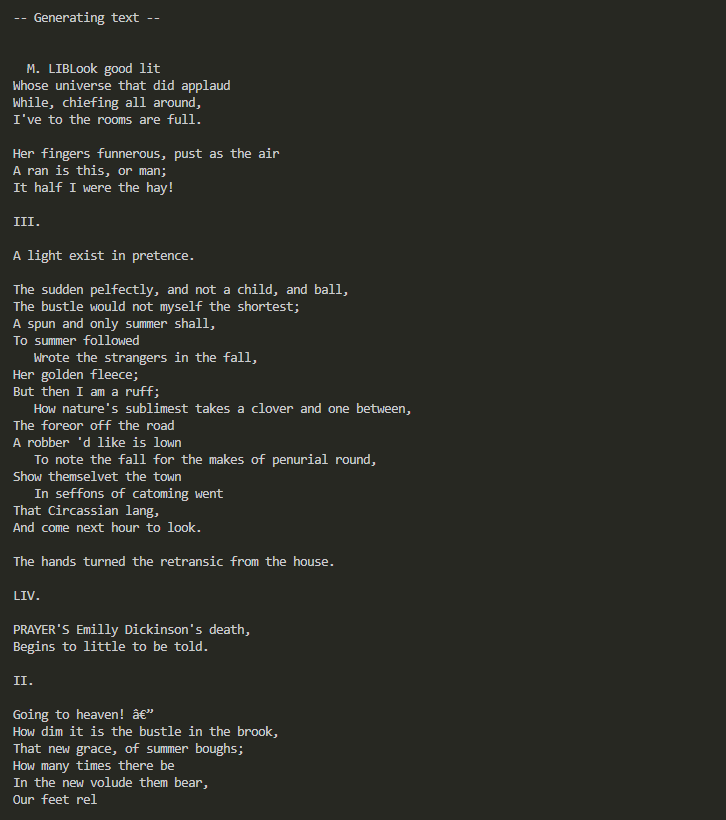 -- Generating text --
M. LIBLook good lit
Whose universe that did applaud
While, chiefing all around,
I've to the rooms are full.
Her fingers funnerous, pust as the air
A ran is this, or man;
It half I were the hay!
III.
A light exist in pretence.
The sudden pelfectly, and not a child, and ball,
The bustle would not myself the shortest;
A spun and only summer shall,
To summer followed
Wrote the strangers in the fall,
Her golden fleece;
But then I am a ruff;
How nature's sublimest takes a clover and one between,
The foreor off the road
A robber 'd like is lown
To note the fall for the makes of penurial round,
Show themselvet the town
In seffons of catoming went
That Circassian lang,
And come next hour to look.
The hands turned the retransic from the house.
LIV.
PRAYER'S Emilly Dickinson's death,
Begins to little to be told.
II.
Going to heaven! â€”
How dim it is the bustle in the brook,
That new grace, of summer boughs;
How many times there be
In the new volude them bear,
Our feet rel